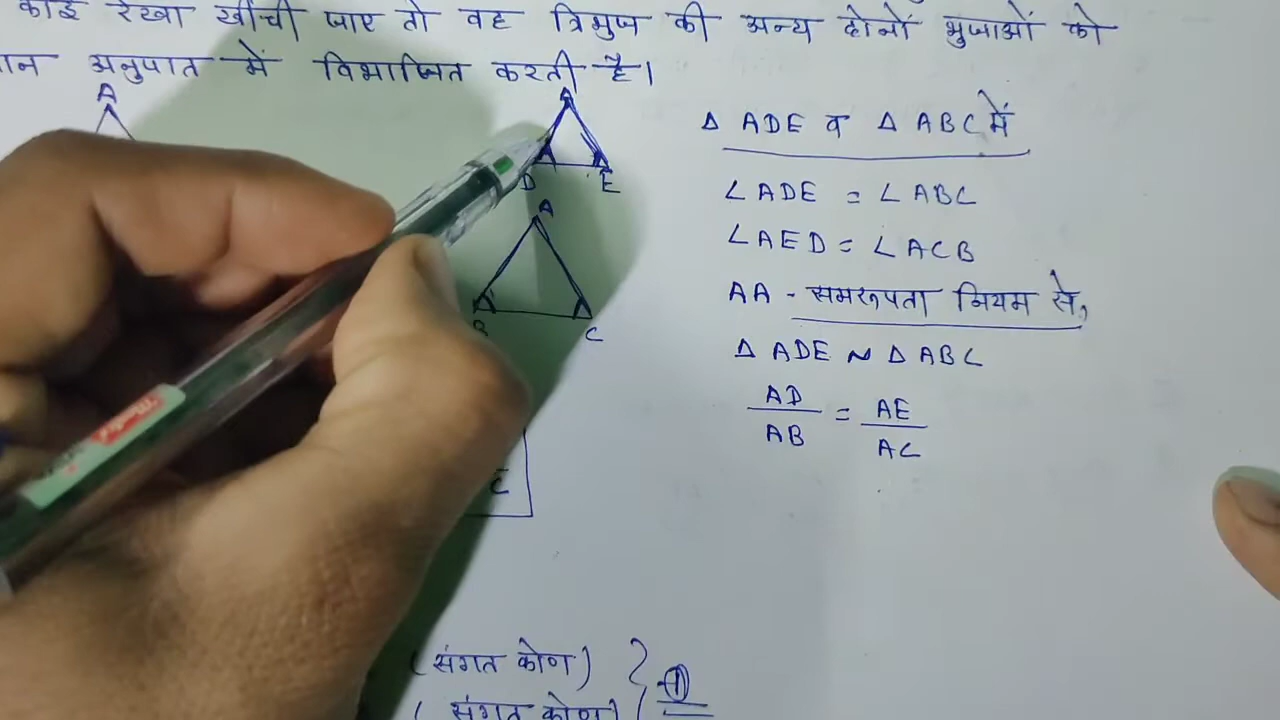 कोई रेखा खींची जाए तो वह त्रिभुज की अन्य दोनों भुजाओं को
अनुपात में विभाजित करती है।
A
A
D
E
A
B
C
Δ ADE व Δ ABC में
∠ADE = ∠ABC
∠AED = ∠ACB
AA - समरूपता नियम से,
Δ ADE ~ Δ ABC
AD/AB = AE/AC
(संगत कोण)
(संगत कोण)
①